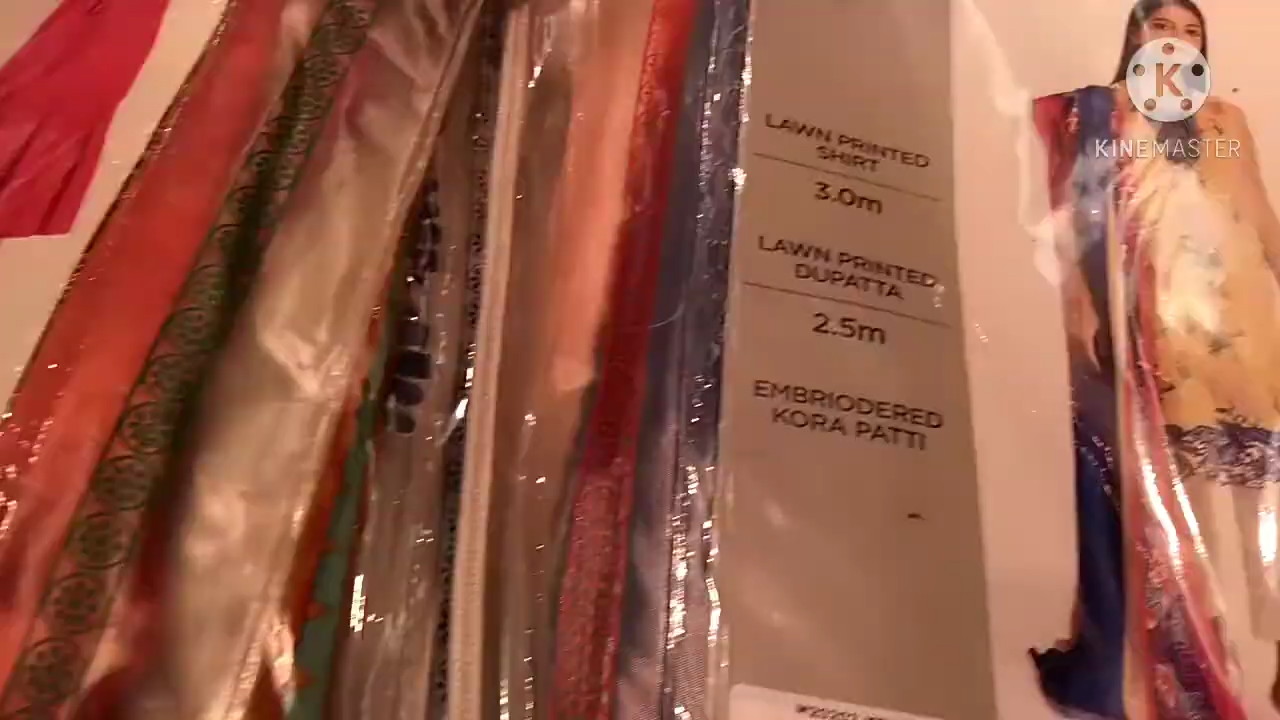 LAWN PRINTED
SHIRT
3.0m
LAWN PRINTED
DUPATTA
2.5m
EMBRIODERED
KORA PATTI
K
KINEMASTER